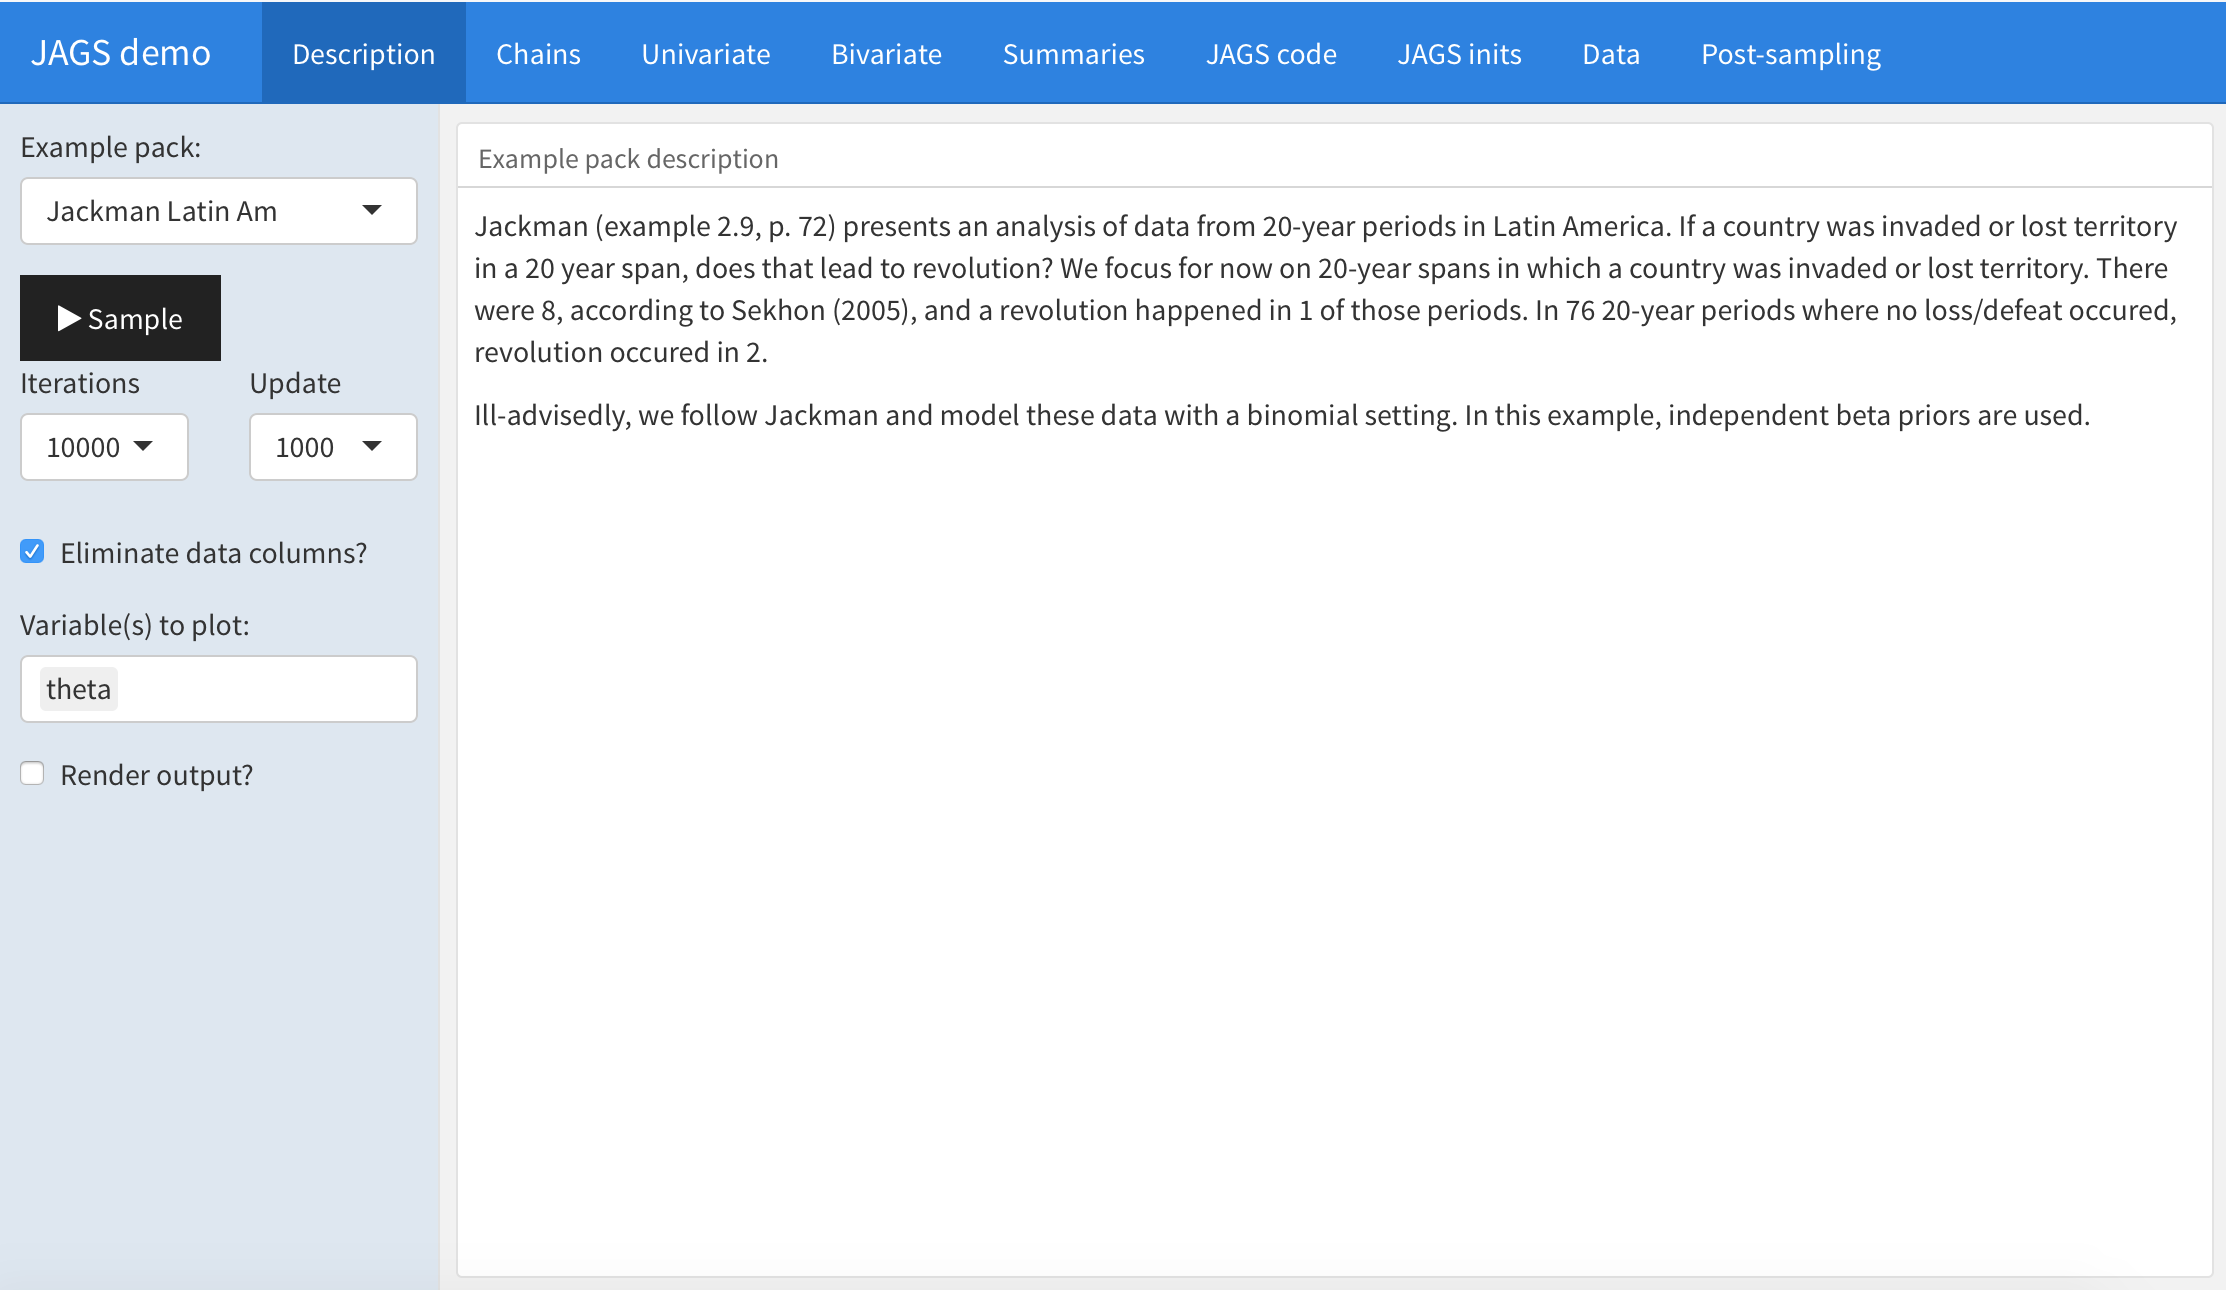 JAGS demo
Description
Chains
Univariate
Bivariate
Summaries
JAGS code
JAGS inits
Data
Post-sampling
Example pack:
Jackman Latin Am
Sample
Iterations
Update
10000
1000
Eliminate data columns?
Variable(s) to plot:
theta
Render output?
Example pack description
Jackman (example 2.9, p. 72) presents an analysis of data from 20-year periods in Latin America. If a country was invaded or lost territory
in a 20 year span, does that lead to revolution? We focus for now on 20-year spans in which a country was invaded or lost territory. There
were 8, according to Sekhon (2005), and a revolution happened in 1 of those periods. In 76 20-year periods where no loss/defeat occured,
revolution occured in 2.
Ill-advisedly, we follow Jackman and model these data with a binomial setting. In this example, independent beta priors are used.